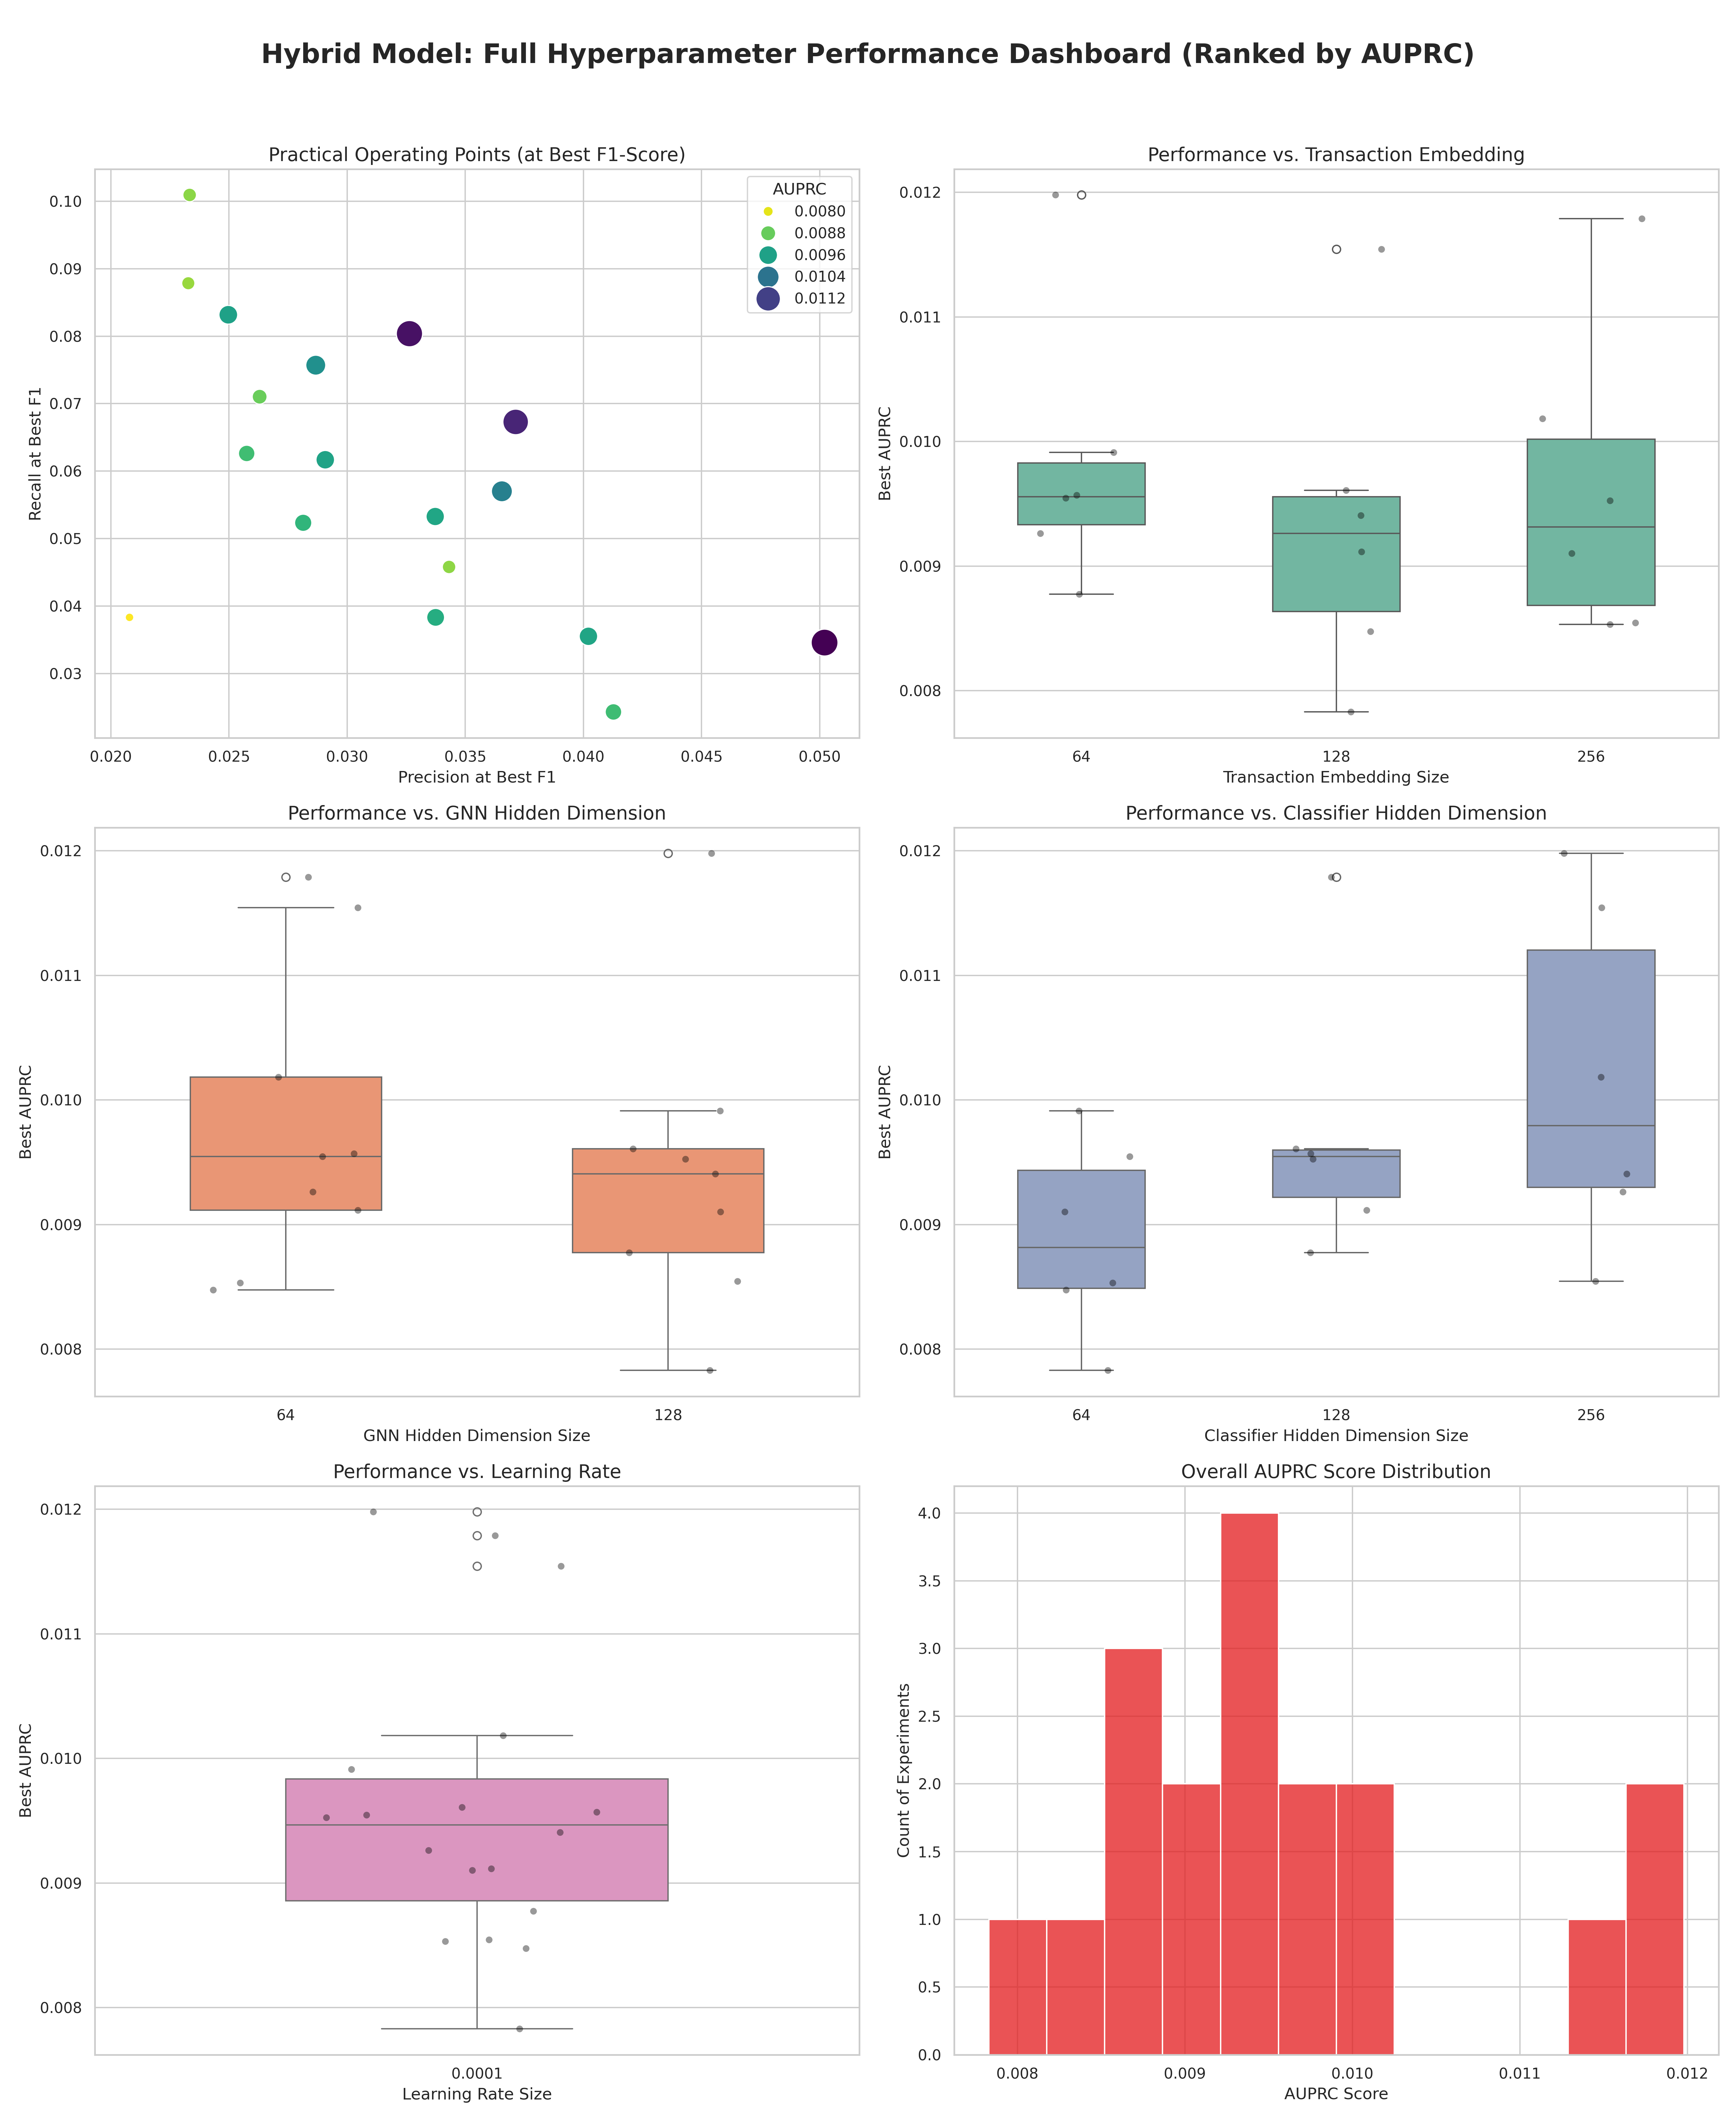 Hybrid Model: Full Hyperparameter Performance Dashboard (Ranked by AUPRC)
Practical Operating Points (at Best F1-Score)
AUPRC
0.0080
0.0088
0.0096
0.0104
0.0112
0.10
0.09
0.08
0.07
0.06
0.05
0.04
0.03
Recall at Best F1
0.020 0.025 0.030 0.035 0.040 0.045 0.050
Precision at Best F1
Performance vs. Transaction Embedding
0.012
0.011
0.010
0.009
0.008
Best AUPRC
64 128 256
Transaction Embedding Size
Performance vs. GNN Hidden Dimension
0.012
0.011
0.010
0.009
0.008
Best AUPRC
64 128
GNN Hidden Dimension Size
Performance vs. Classifier Hidden Dimension
0.012
0.011
0.010
0.009
0.008
Best AUPRC
64 128 256
Classifier Hidden Dimension Size
Performance vs. Learning Rate
0.012
0.011
0.010
0.009
0.008
Best AUPRC
0.0001
Learning Rate Size
Overall AUPRC Score Distribution
4.0
3.5
3.0
2.5
2.0
1.5
1.0
0.5
0.0
Count of Experiments
0.008 0.009 0.010 0.011 0.012
AUPRC Score